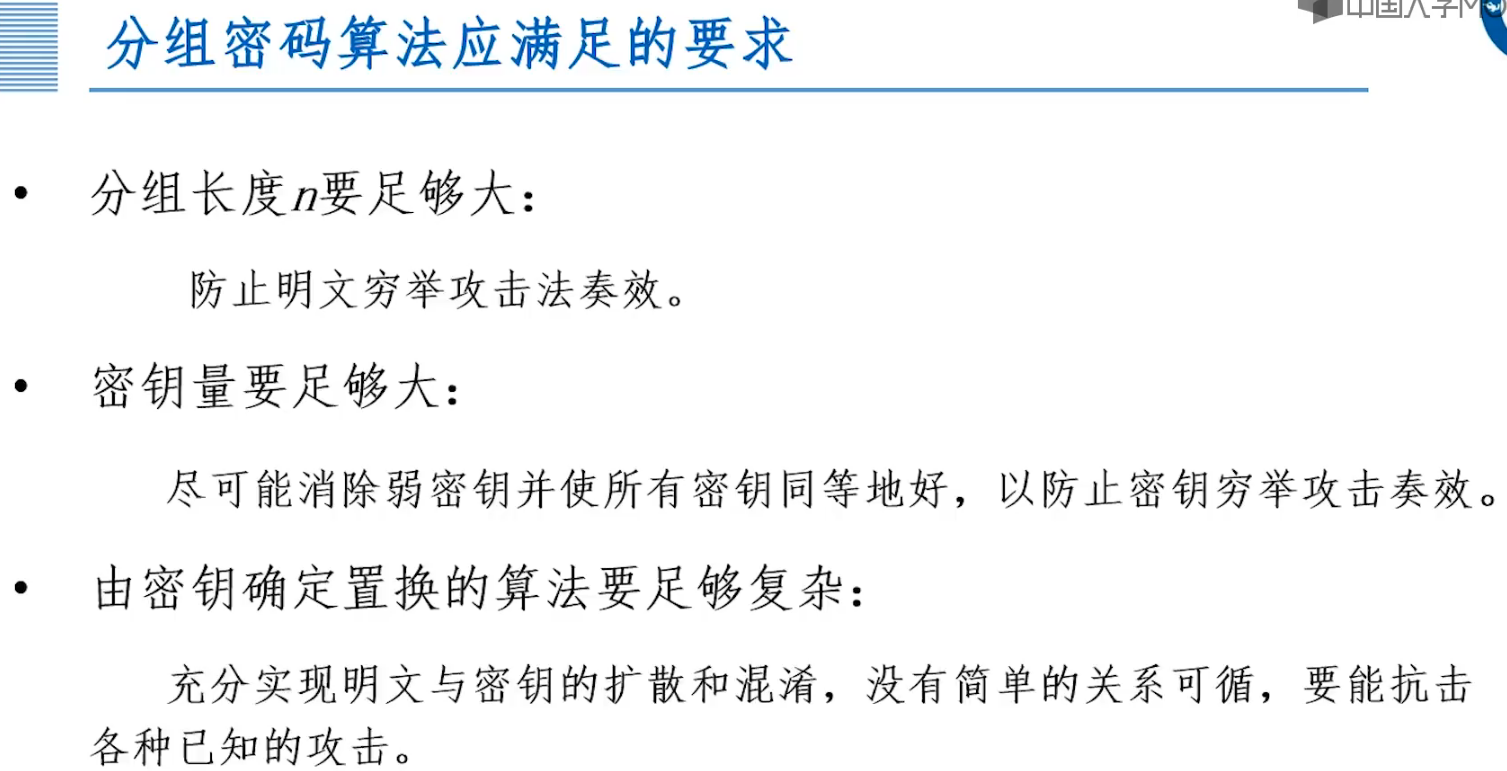 中国大学MO
分组密码算法应满足的要求
• 分组长度n要足够大：
防止明文穷举攻击法奏效。
• 密钥量要足够大：
尽可能消除弱密钥并使所有密钥同等地好，以防止密钥穷举攻击奏效。
• 由密钥确定置换的算法要足够复杂：
充分实现明文与密钥的扩散和混淆，没有简单的关系可循，要能抗击
各种已知的攻击。